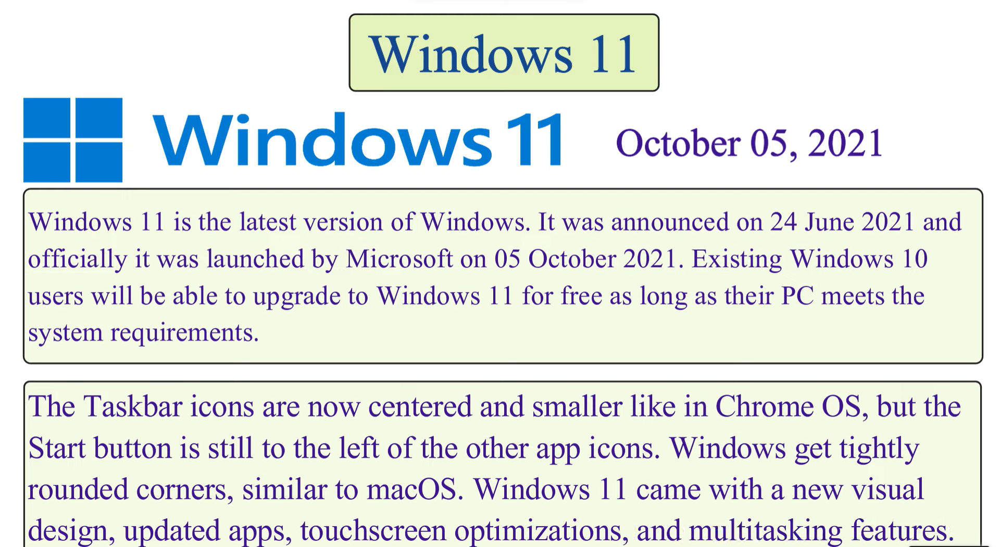 Windows 11
Windows 11
October 05, 2021
Windows 11 is the latest version of Windows. It was announced on 24 June 2021 and
officially it was launched by Microsoft on 05 October 2021. Existing Windows 10
users will be able to upgrade to Windows 11 for free as long as their PC meets the
system requirements.
The Taskbar icons are now centered and smaller like in Chrome OS, but the
Start button is still to the left of the other app icons. Windows get tightly
rounded corners, similar to macOS. Windows 11 came with a new visual
design, updated apps, touchscreen optimizations, and multitasking features.